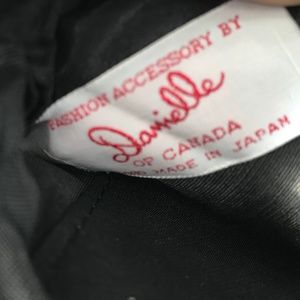 FASHION ACCESSORY BY
Danielle
OF CANADA
MADE IN JAPAN